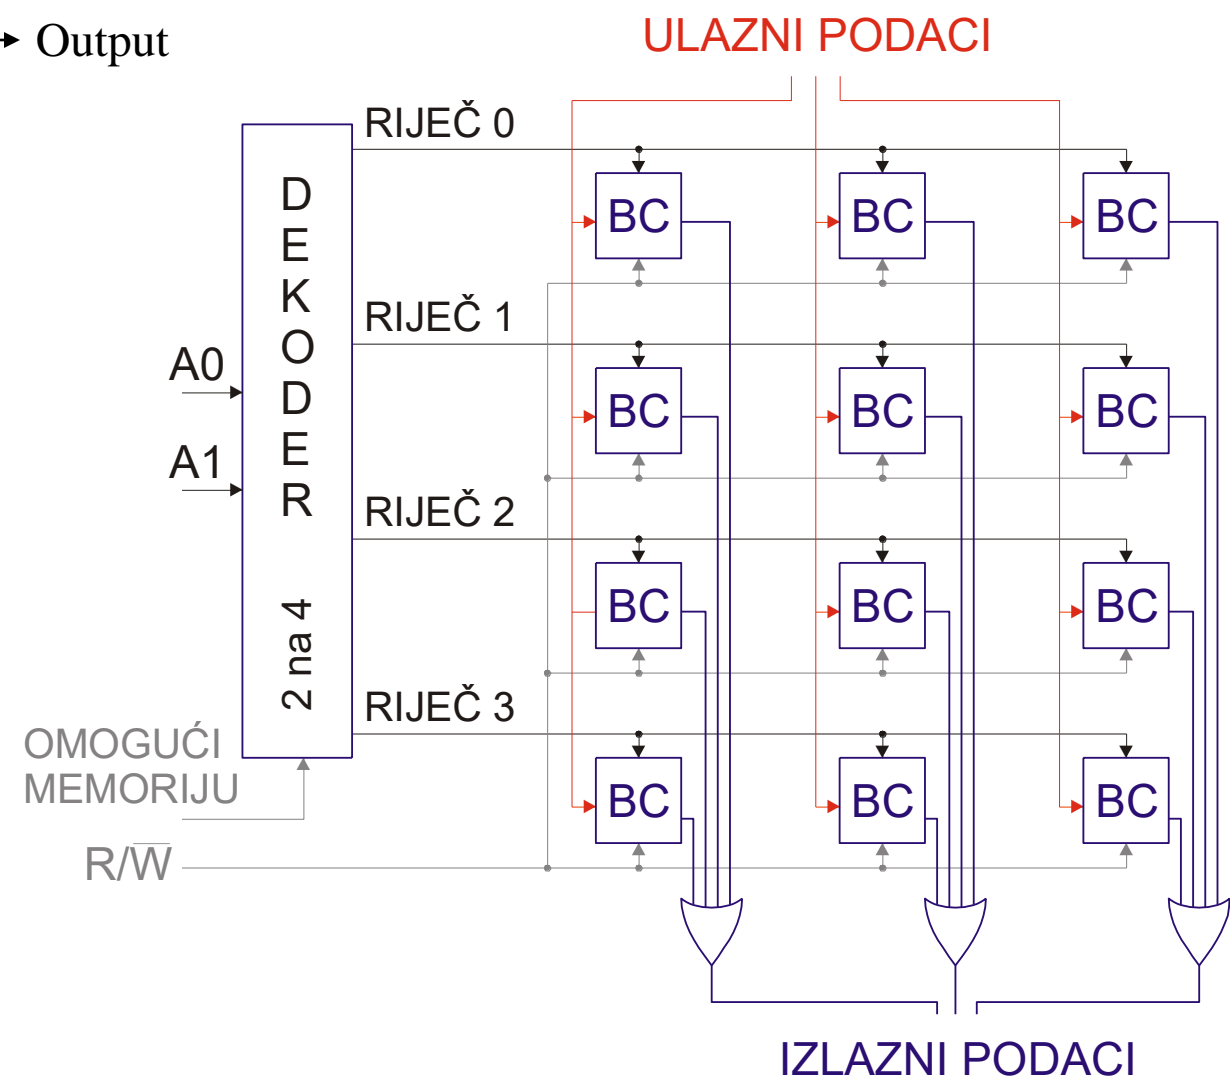 Output
ULAZNI PODACI
RIJEČ 0
DEKODER 2 na 4
BC BC BC
RIJEČ 1
A0
BC BC BC
A1
RIJEČ 2
BC BC BC
RIJEČ 3
OMOGUĆI
MEMORIJU
BC BC BC
R/W̅
IZLAZNI PODACI